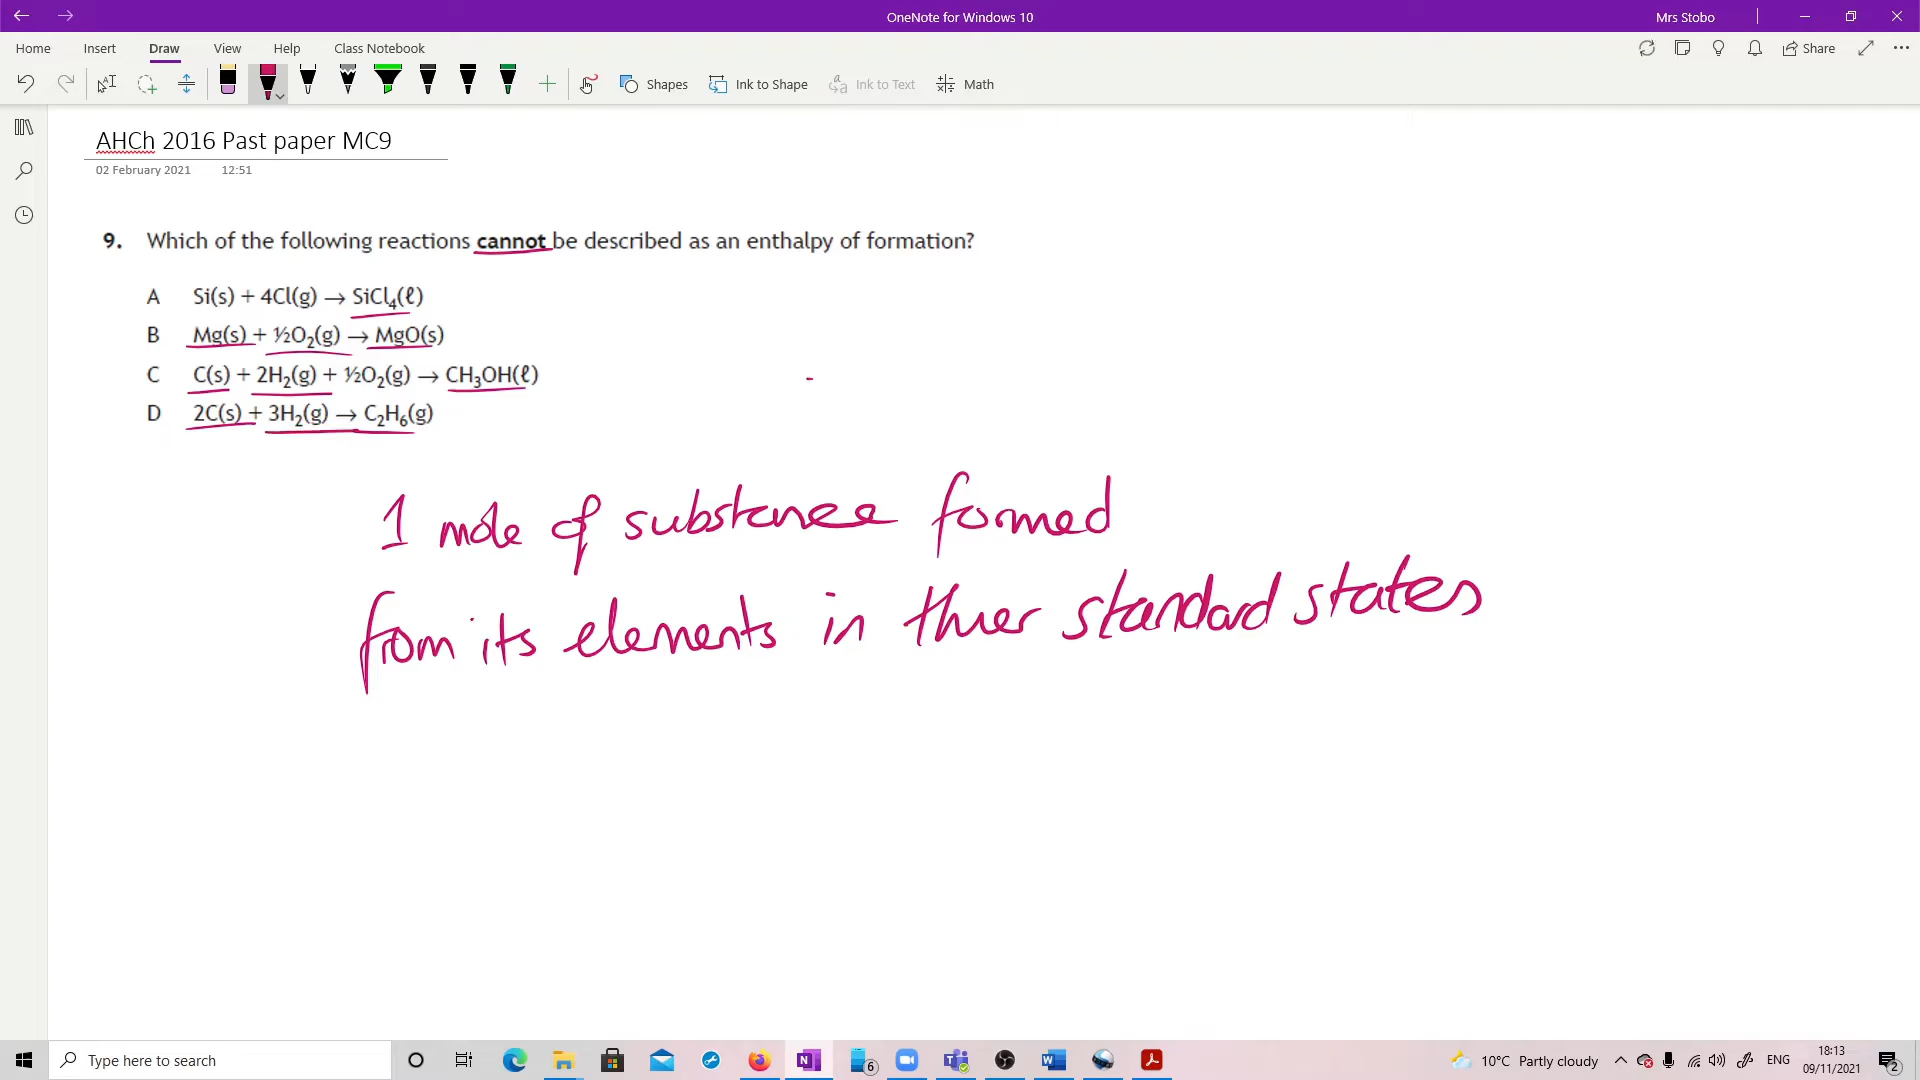 OneNote for Windows 10
Mrs Stobo
Home Insert Draw View Help Class Notebook
Share
Shapes Ink to Shape Ink to Text Math
AHCh 2016 Past paper MC9
02 February 2021 12:51
9. Which of the following reactions cannot be described as an enthalpy of formation?
A Si(s) + 4Cl(g) → SiCl₄(ℓ)
B Mg(s) + ½O₂(g) → MgO(s)
C C(s) + 2H₂(g) + ½O₂(g) → CH₃OH(ℓ)
D 2C(s) + 3H₂(g) → C₂H₆(g)
1 mole of substance formed
from its elements in thier standard states
Type here to search
6
10°C Partly cloudy
ENG
18:13
09/11/2021
2